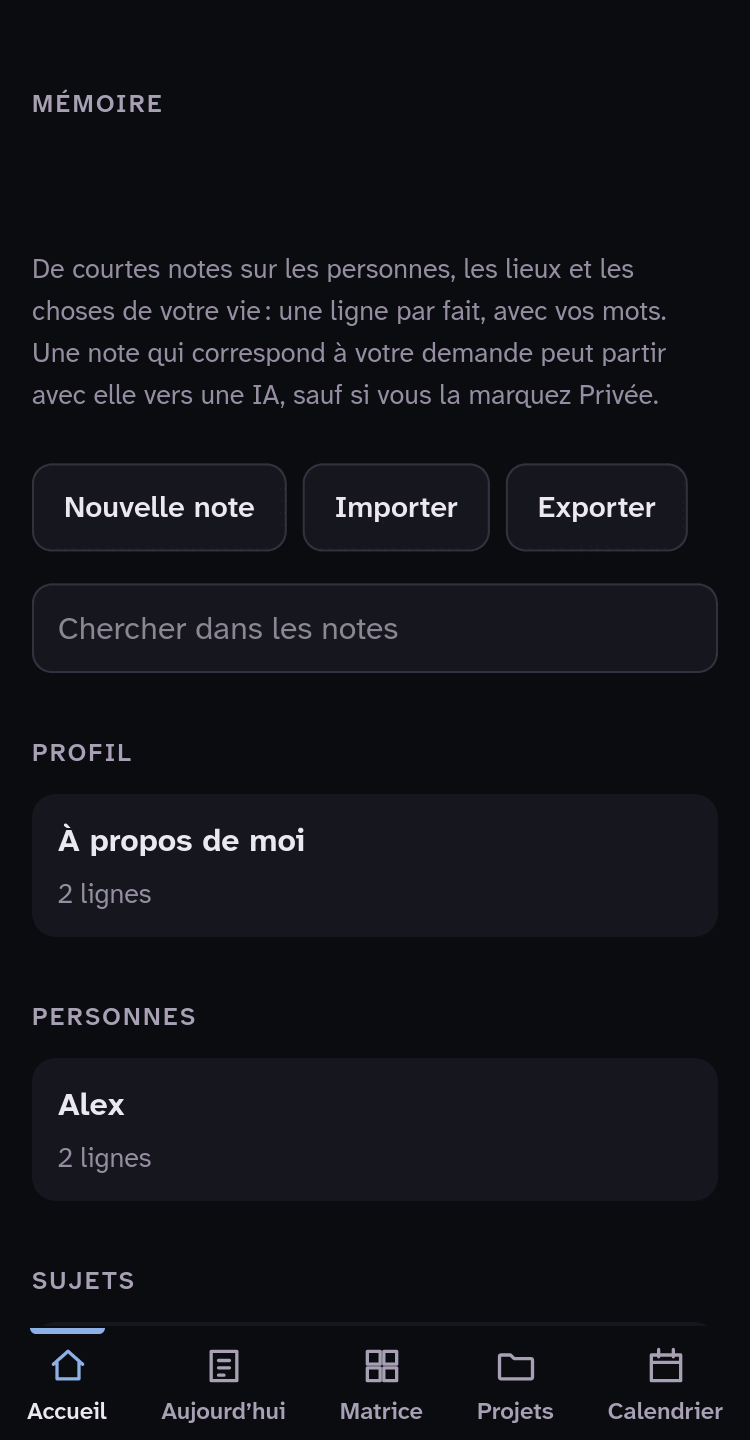 MÉMOIRE
De courtes notes sur les personnes, les lieux et les
choses de votre vie : une ligne par fait, avec vos mots.
Une note qui correspond à votre demande peut partir
avec elle vers une IA, sauf si vous la marquez Privée.
Nouvelle note
Importer
Exporter
Chercher dans les notes
PROFIL
À propos de moi
2 lignes
PERSONNES
Alex
2 lignes
SUJETS
Accueil
Aujourd’hui
Matrice
Projets
Calendrier